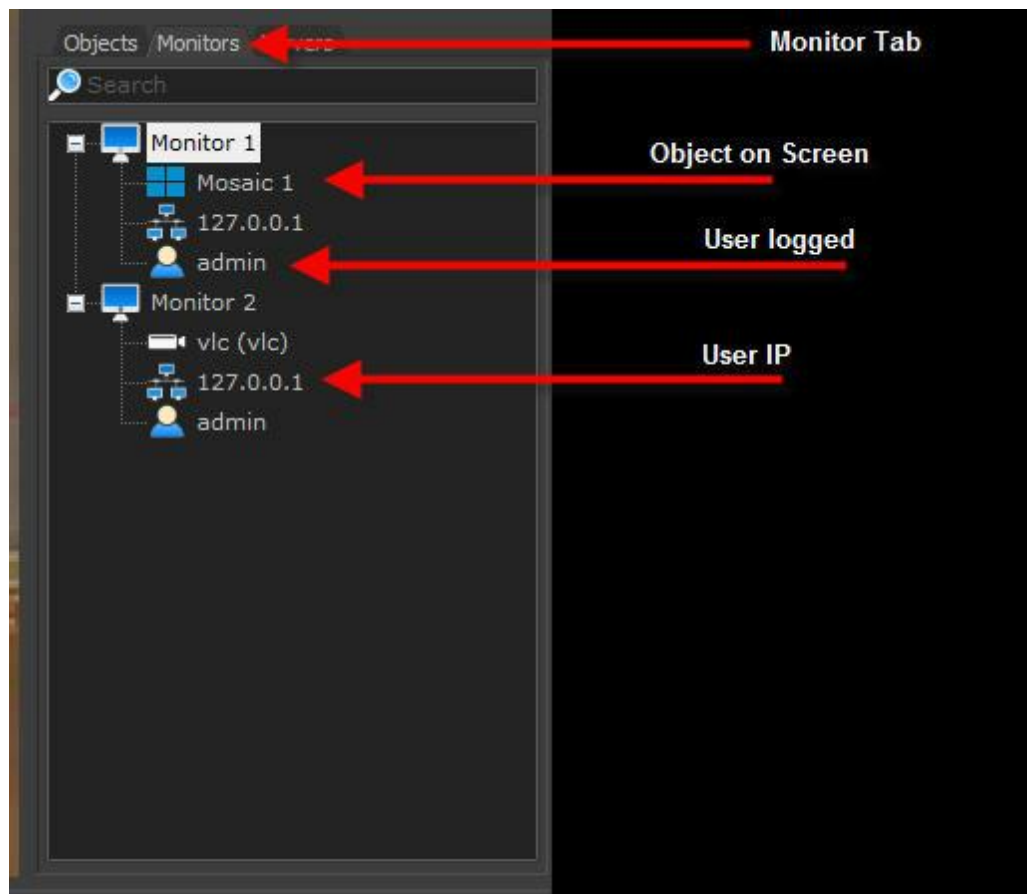 Objects Monitors
Monitor Tab
Search
Monitor 1
Object on Screen
Mosaic 1
127.0.0.1
User logged
admin
Monitor 2
vlc (vlc)
User IP
127.0.0.1
admin